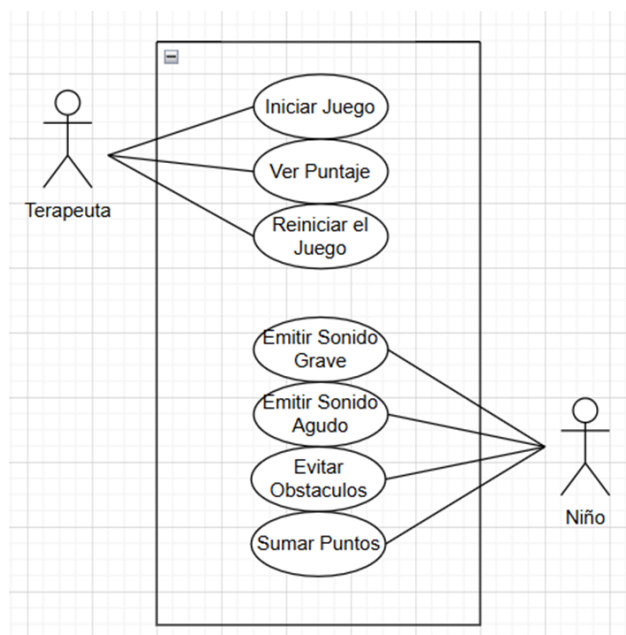 Iniciar Juego
Ver Puntaje
Terapeuta
Reiniciar el
Juego
Emitir Sonido
Grave
Emitir Sonido
Agudo
Evitar
Obstaculos
Niño
Sumar Puntos